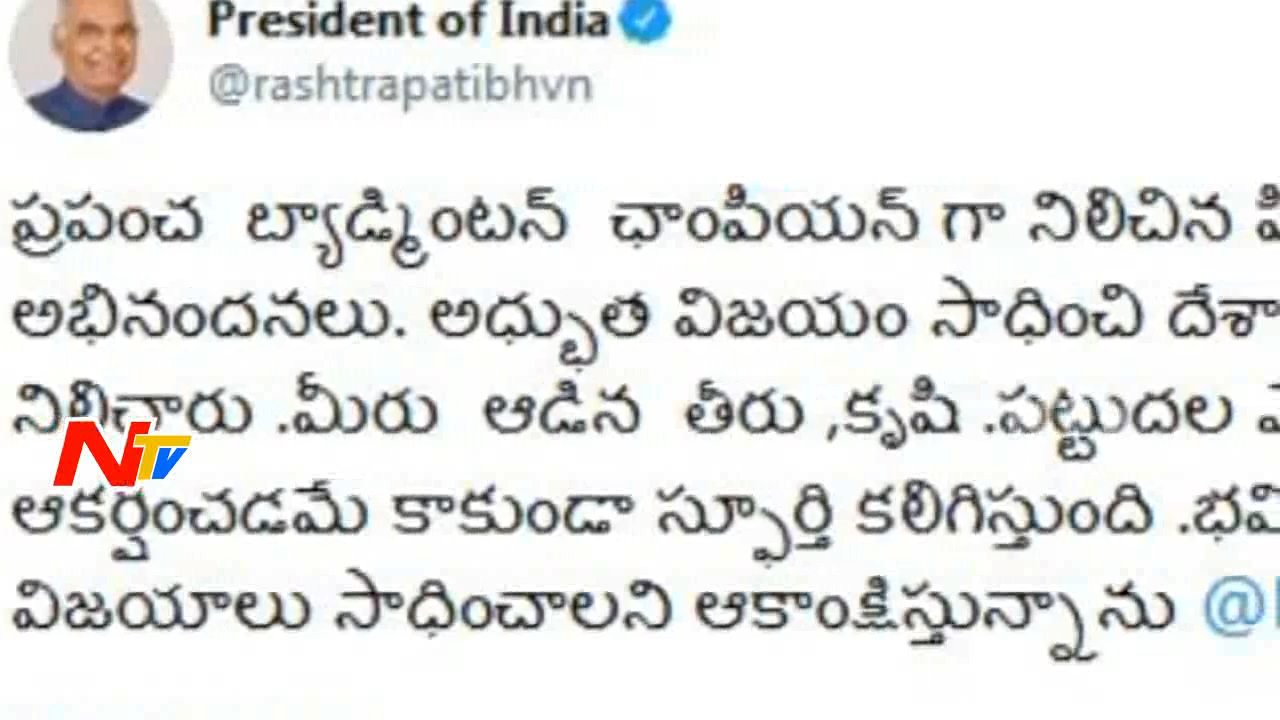 President of India
@rashtrapatibhvn
ప్రపంచ బ్యాడ్మింటన్ ఛాంపియన్ గా నిలిచిన
అభినందనలు. అద్భుత విజయం సాధించి
నిలిచారు .మీరు ఆడిన తీరు ,కృషి .పట్టుదల
NTV
ఆకర్షించడమే కాకుండా స్ఫూర్తి కలిగిస్తుంది
విజయాలు సాధించాలని ఆకాంక్షిస్తున్నాను